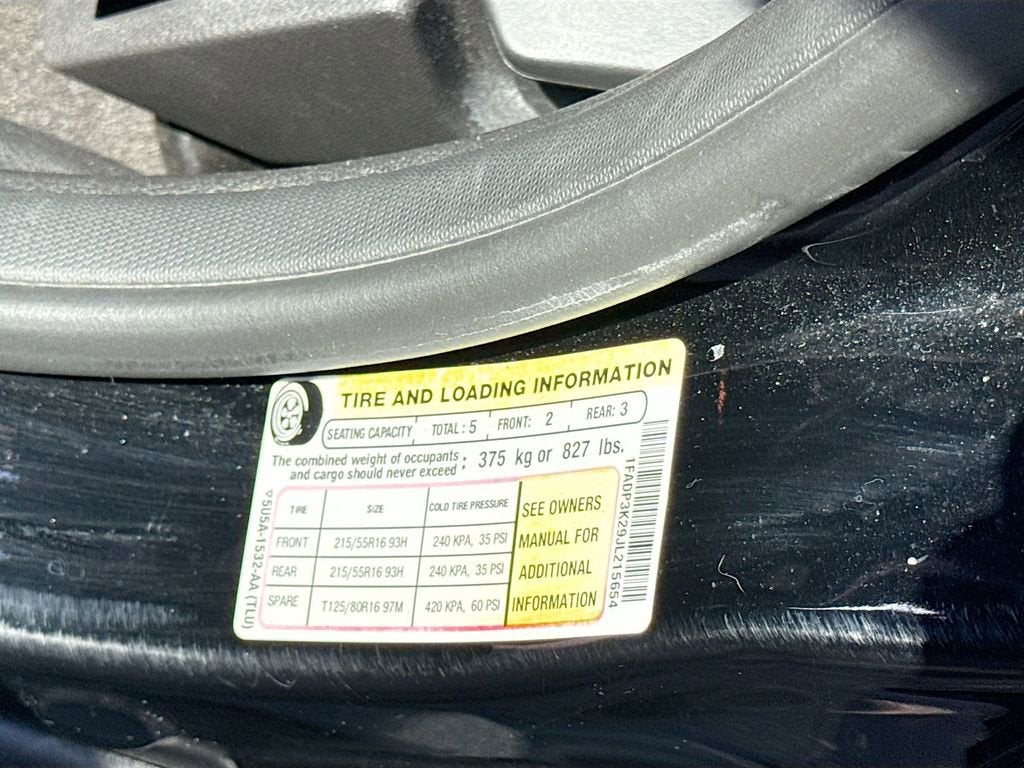 TIRE AND LOADING INFORMATION
SEATING CAPACITY TOTAL: 5 FRONT: 2 REAR: 3
The combined weight of occupants and cargo should never exceed : 375 kg or 827 lbs.
TIRE SIZE COLD TIRE PRESSURE
FRONT 215/55R16 93H 240 KPA, 35 PSI
REAR 215/55R16 93H 240 KPA, 35 PSI
SPARE T125/80R16 97M 420 KPA, 60 PSI
SEE OWNERS
MANUAL FOR
ADDITIONAL
INFORMATION
5U5A-1532-AA (TLU)
1FADP3K29JL215654